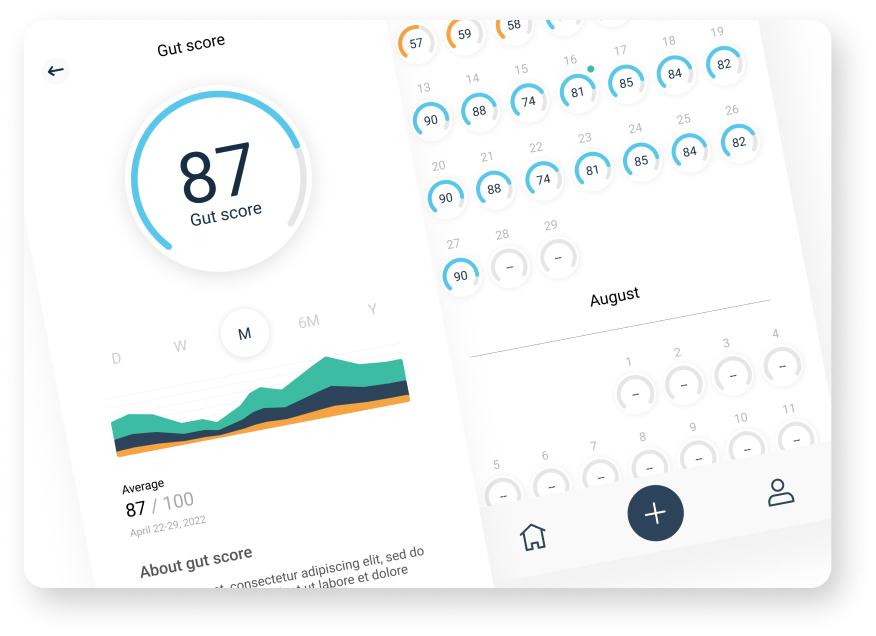 Gut score
87
Gut score
D W M 6M Y
Average
87 / 100
April 22-29, 2022
About gut score
consectetur adipiscing elit, sed do
ut labore et dolore
57 59 58
13 14 15 16 17 18 19
90 88 74 81 85 84 82
20 21 22 23 24 25 26
90 88 74 81 85 84 82
27 28 29
90 -- --
August
1 2 3 4
-- -- -- --
5 6 7 8 9 10 11
-- -- -- -- -- -- --